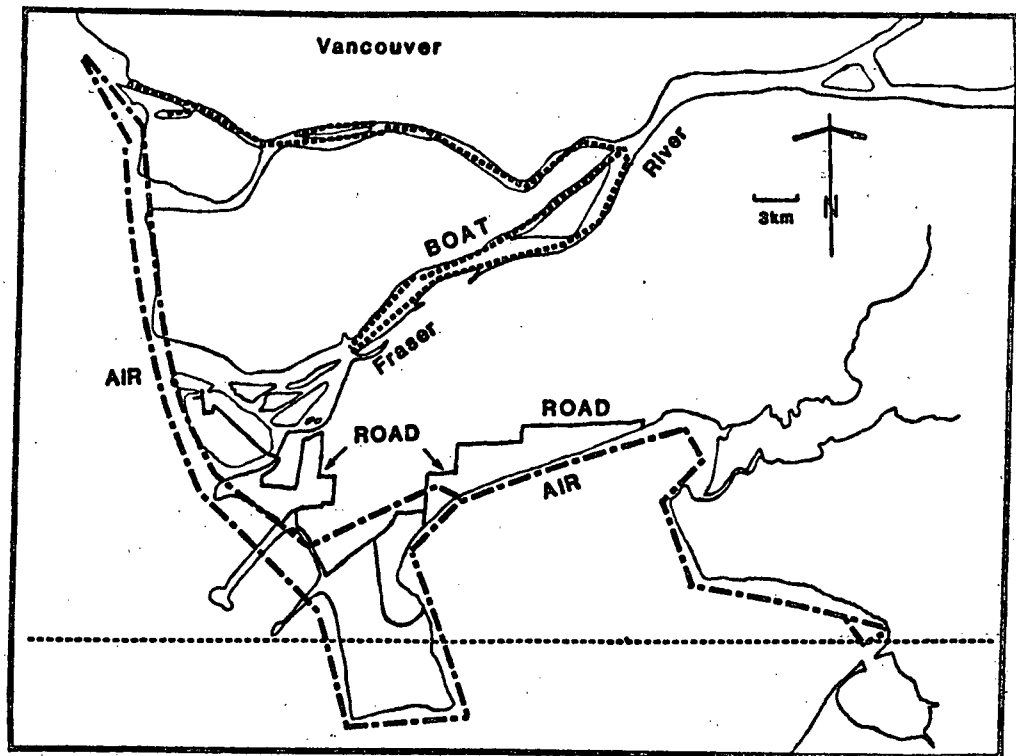 Vancouver
River
3km
N
BOAT
Fraser
AIR
ROAD
ROAD
AIR